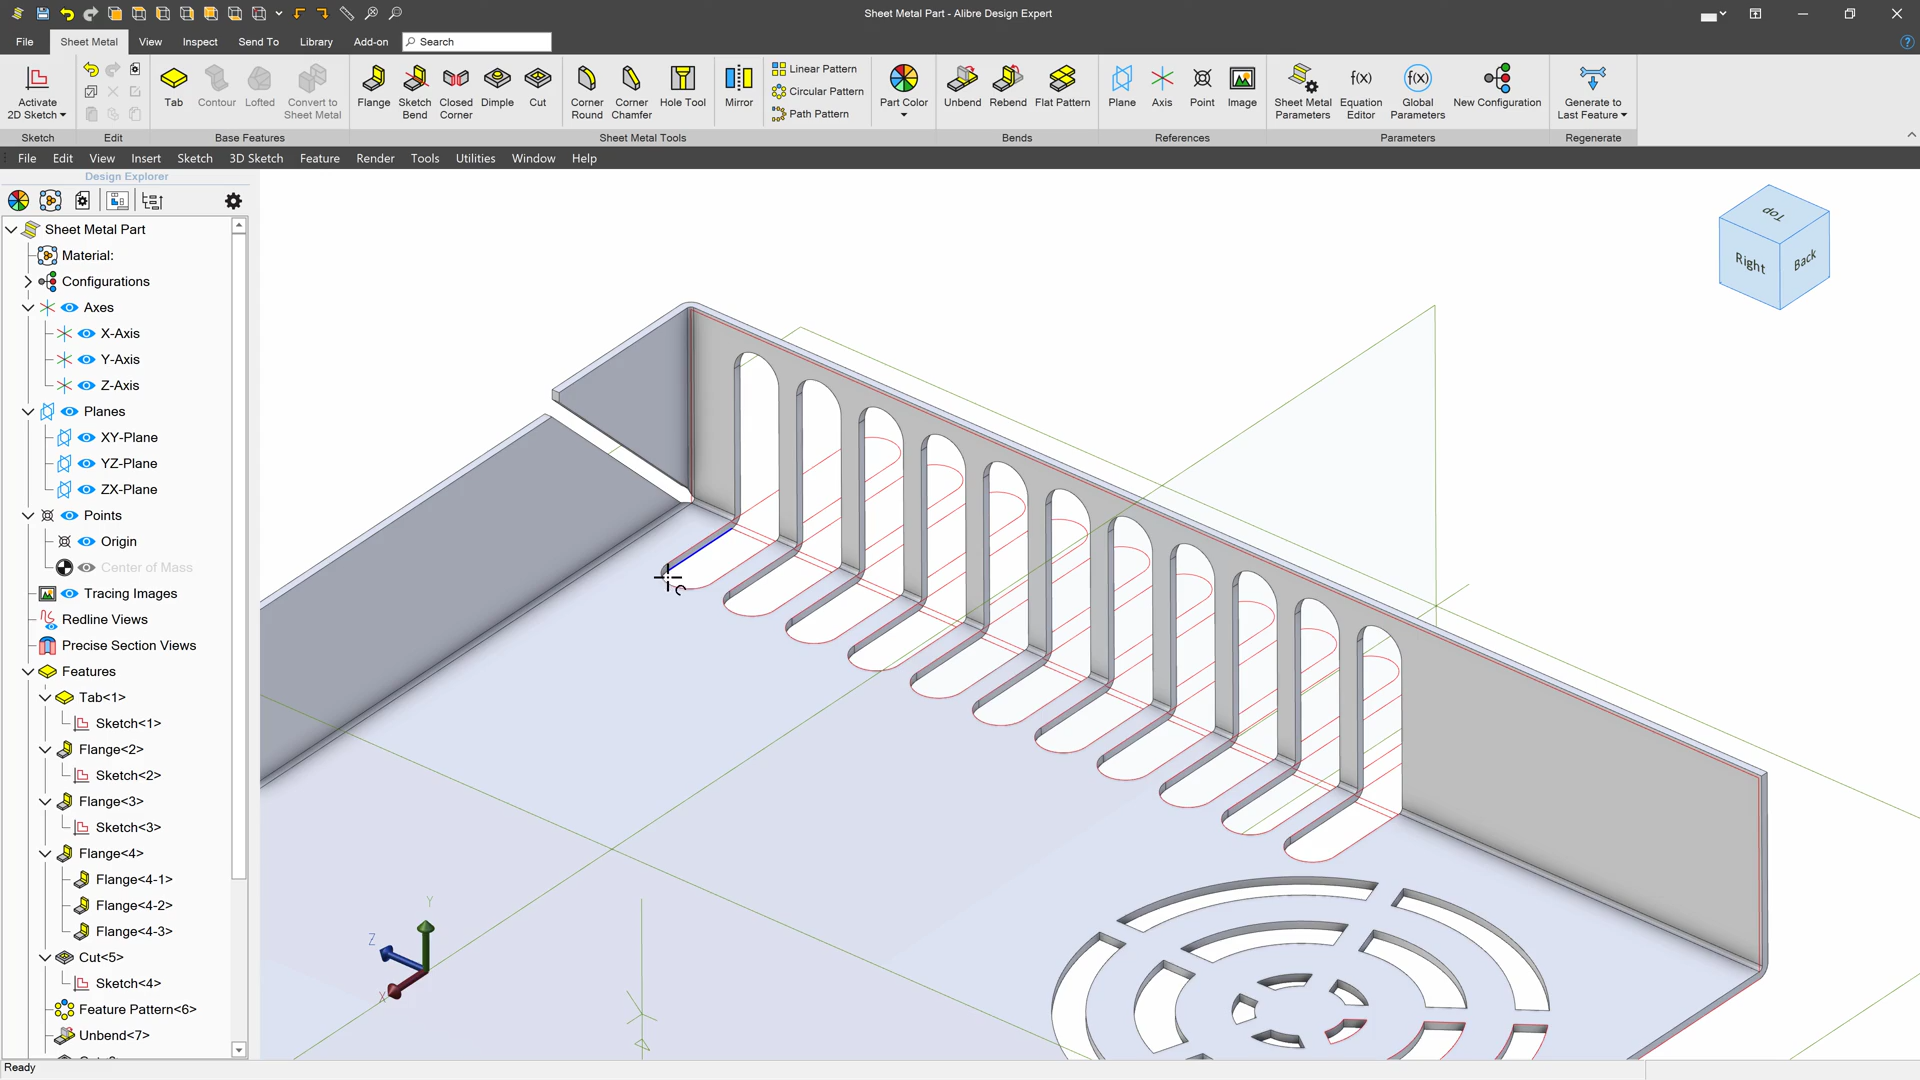 Sheet Metal Part - Alibre Design Expert
File
Sheet Metal
View
Inspect
Send To
Library
Add-on
Search
Activate
2D Sketch
Tab
Contour
Lofted
Convert to
Sheet Metal
Flange
Sketch
Bend
Closed
Corner
Dimple
Cut
Corner
Round
Corner
Chamfer
Hole Tool
Mirror
Linear Pattern
Circular Pattern
Path Pattern
Part Color
Unbend
Rebend
Flat Pattern
Plane
Axis
Point
Image
Sheet Metal
Parameters
f(x)
Equation
Editor
f(x)
Global
Parameters
New Configuration
Generate to
Last Feature
Sketch
Edit
Base Features
Sheet Metal Tools
Bends
References
Parameters
Regenerate
File Edit View Insert Sketch 3D Sketch Feature Render Tools Utilities Window Help
Design Explorer
Sheet Metal Part
Material:
Configurations
Axes
X-Axis
Y-Axis
Z-Axis
Planes
XY-Plane
YZ-Plane
ZX-Plane
Points
Origin
Center of Mass
Tracing Images
Redline Views
Precise Section Views
Features
Tab<1>
Sketch<1>
Flange<2>
Sketch<2>
Flange<3>
Sketch<3>
Flange<4>
Flange<4-1>
Flange<4-2>
Flange<4-3>
Cut<5>
Sketch<4>
Feature Pattern<6>
Unbend<7>
Top
Right
Back
Y
Z
X
Ready